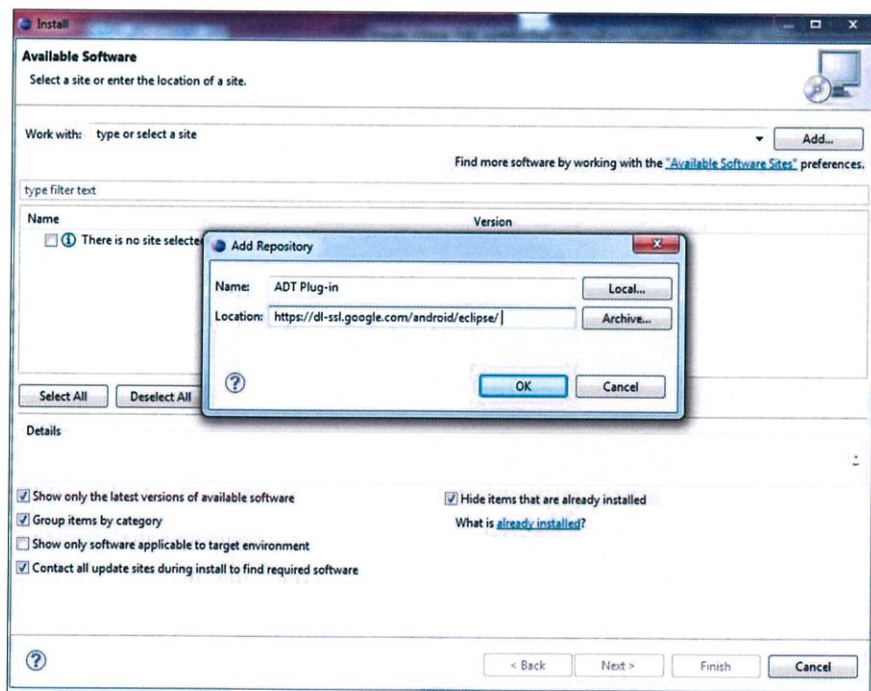 Install
Available Software
Select a site or enter the location of a site.
Work with: type or select a site
Add...
Find more software by working with the "Available Software Sites" preferences.
type filter text
Name Version
There is no site selected
Add Repository
Name: ADT Plug-in Local...
Location: https://dl-ssl.google.com/android/eclipse/ Archive...
OK Cancel
Select All Deselect All
Details
Show only the latest versions of available software
Hide items that are already installed
Group items by category
What is already installed?
Show only software applicable to target environment
Contact all update sites during install to find required software
< Back Next > Finish Cancel